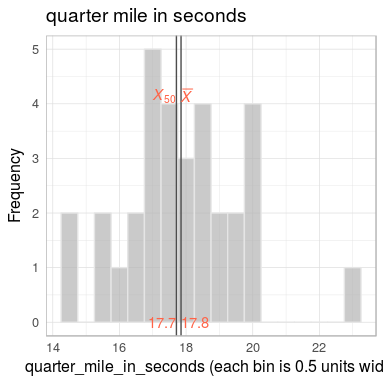 quarter mile in seconds
5
4
3
2
1
0
Frequency
X50 X̅
17.7 17.8
14 16 18 20 22
quarter_mile_in_seconds (each bin is 0.5 units wid